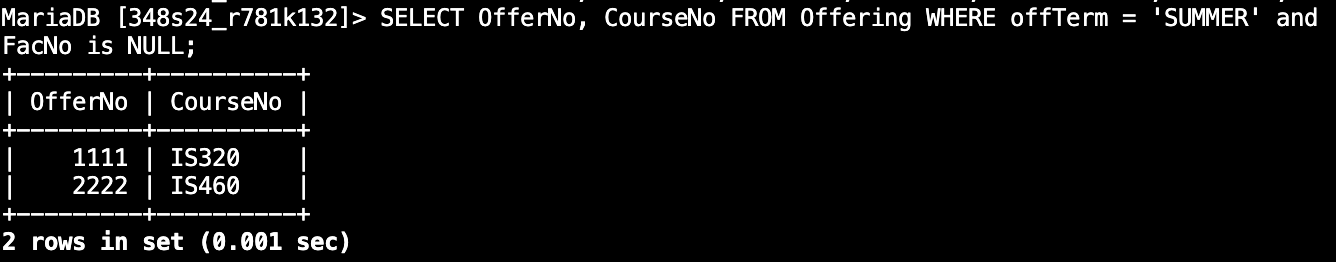 MariaDB [348s24_r781k132]> SELECT OfferNo, CourseNo FROM Offering WHERE offTerm = 'SUMMER' and
FacNo is NULL;
+---------+----------+
| OfferNo | CourseNo |
+---------+----------+
|    1111 | IS320    |
|    2222 | IS460    |
+---------+----------+
2 rows in set (0.001 sec)